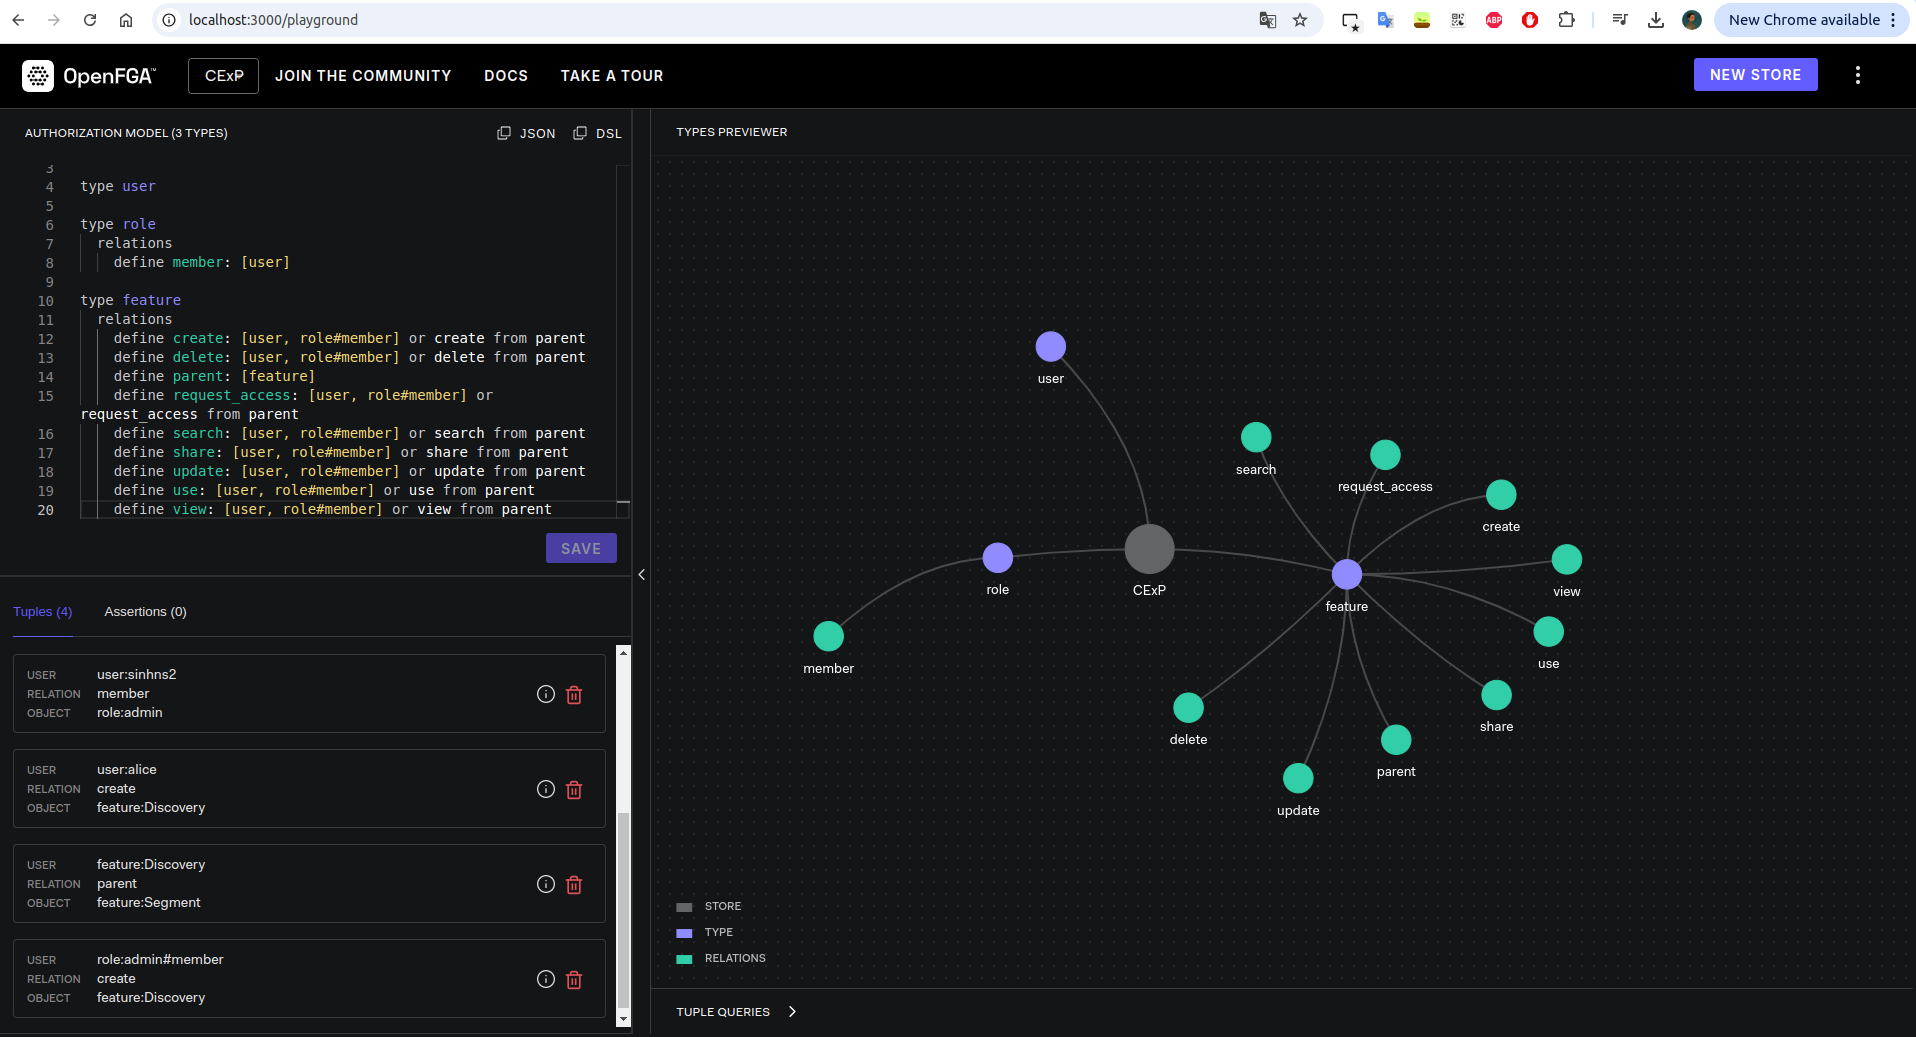 localhost:3000/playground
New Chrome available
OpenFGA™
CExP
JOIN THE COMMUNITY
DOCS
TAKE A TOUR
NEW STORE
AUTHORIZATION MODEL (3 TYPES)
JSON
DSL
3
4 type user
5
6 type role
7 relations
8 define member: [user]
9
10 type feature
11 relations
12 define create: [user, role#member] or create from parent
13 define delete: [user, role#member] or delete from parent
14 define parent: [feature]
15 define request_access: [user, role#member] or
request_access from parent
16 define search: [user, role#member] or search from parent
17 define share: [user, role#member] or share from parent
18 define update: [user, role#member] or update from parent
19 define use: [user, role#member] or use from parent
20 define view: [user, role#member] or view from parent
SAVE
Tuples (4)
Assertions (0)
USER user:sinhns2
RELATION member
OBJECT role:admin
USER user:alice
RELATION create
OBJECT feature:Discovery
USER feature:Discovery
RELATION parent
OBJECT feature:Segment
USER role:admin#member
RELATION create
OBJECT feature:Discovery
TYPES PREVIEWER
user
search
request_access
create
view
role
CExP
feature
use
member
share
delete
parent
update
STORE
TYPE
RELATIONS
TUPLE QUERIES
ABP